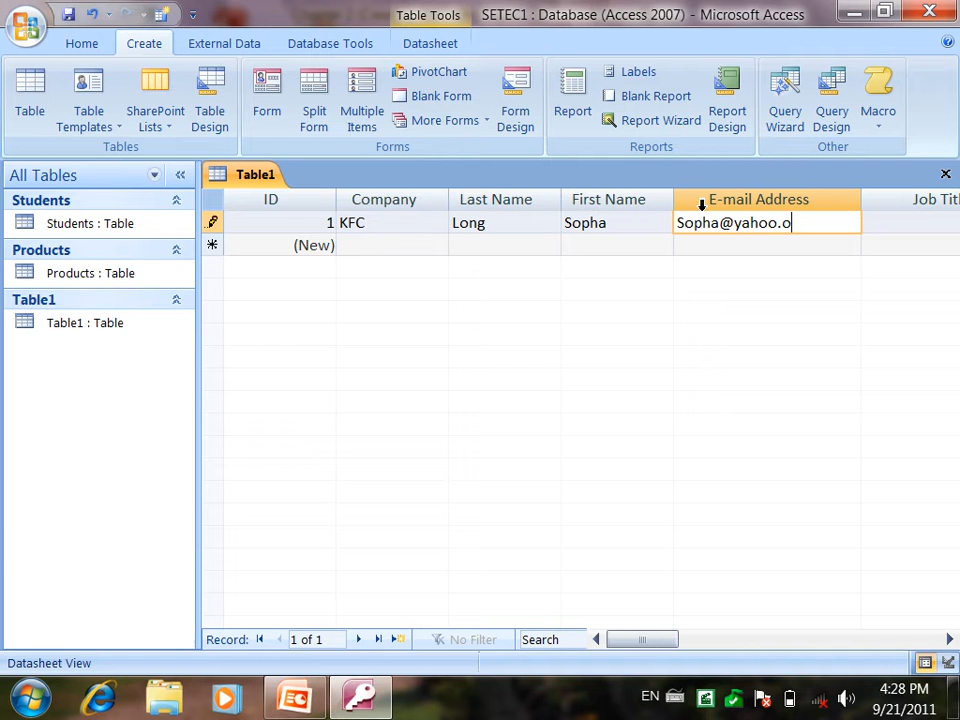 Table Tools
SETEC1 : Database (Access 2007) - Microsoft Access
Home
Create
External Data
Database Tools
Datasheet
Table
Table Templates
SharePoint Lists
Table Design
Tables
Form
Split Form
Multiple Items
PivotChart
Blank Form
More Forms
Form Design
Forms
Report
Labels
Blank Report
Report Wizard
Report Design
Reports
Query Wizard
Query Design
Macro
Other
All Tables
Students
Students : Table
Products
Products : Table
Table1
Table1 : Table
Table1
ID Company Last Name First Name E-mail Address Job Titl
1 KFC Long Sopha Sopha@yahoo.o
(New)
Record: 1 of 1 No Filter Search
Datasheet View
EN
4:28 PM
9/21/2011